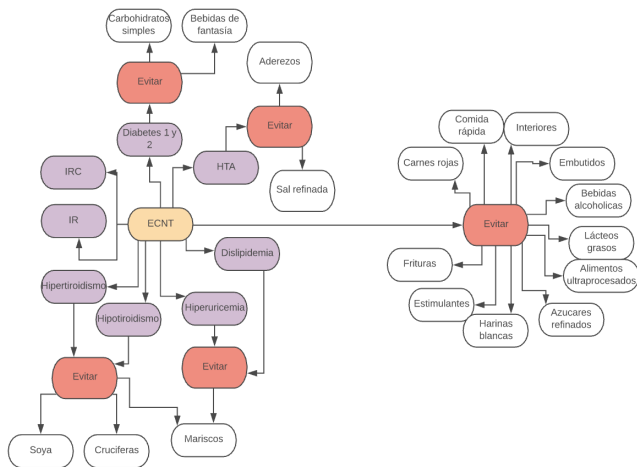 Carbohidratos
simples
Bebidas de
fantasía
Evitar
Aderezos
Diabetes 1 y
2
HTA
Evitar
Sal refinada
IRC
IR
ECNT
Dislipidemia
Hipertiroidismo
Hipotiroidismo
Hiperuricemia
Evitar
Evitar
Soya
Cruciferas
Mariscos
Comida
rápida
Interiores
Carnes rojas
Embutidos
Bebidas
alcoholicas
Evitar
Lácteos
grasos
Frituras
Alimentos
ultraprocesados
Estimulantes
Harinas
blancas
Azucares
refinados